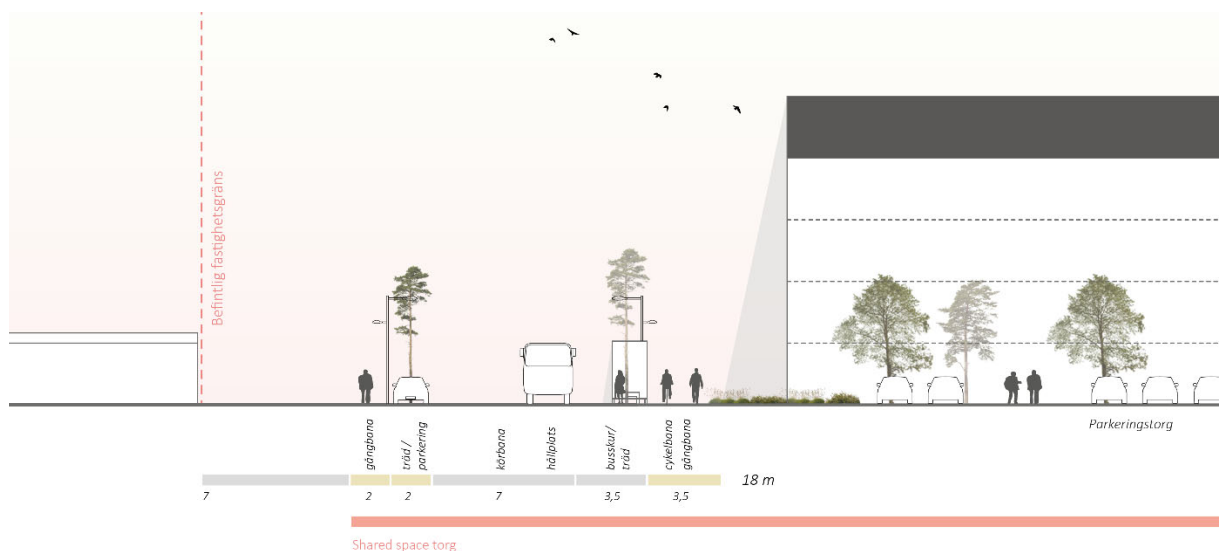 Befintlig fastighetsgräns
Parkeringstorg
gångbana
träd /
parkering
körbana
hållplats
busskur/
träd
cykelbana
gångbana
18 m
7
2
2
7
3,5
3,5
Shared space torg